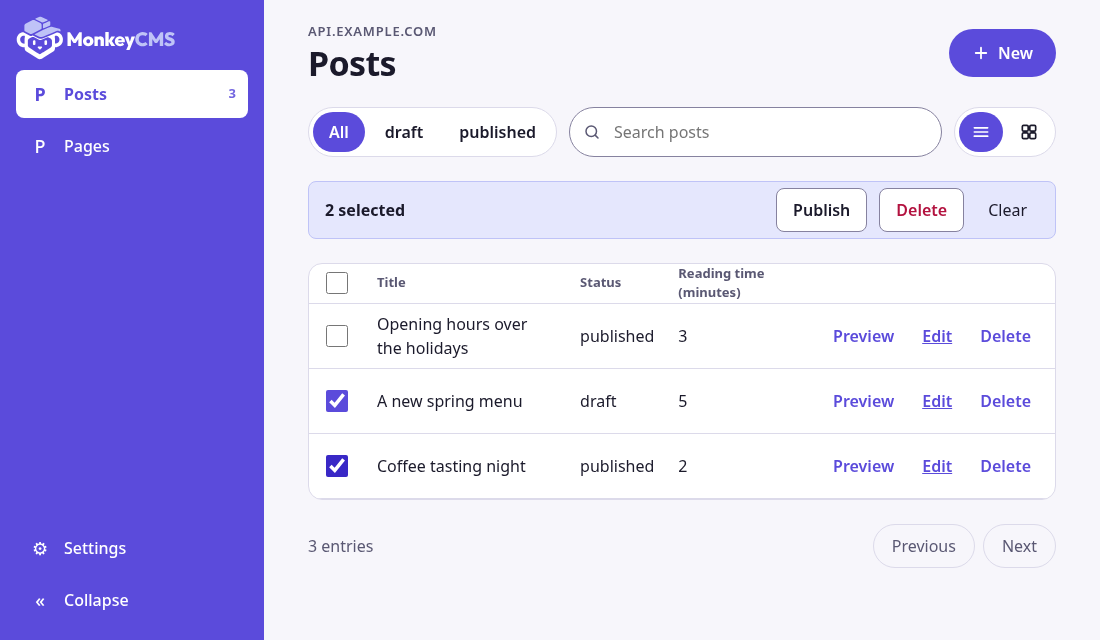 MonkeyCMS
P Posts 3
P Pages
⚙ Settings
« Collapse
API.EXAMPLE.COM
Posts
+ New
All draft published
Search posts
2 selected Publish Delete Clear
Title Status Reading time
(minutes)
Opening hours over
the holidays published 3 Preview Edit Delete
A new spring menu draft 5 Preview Edit Delete
Coffee tasting night published 2 Preview Edit Delete
3 entries Previous Next